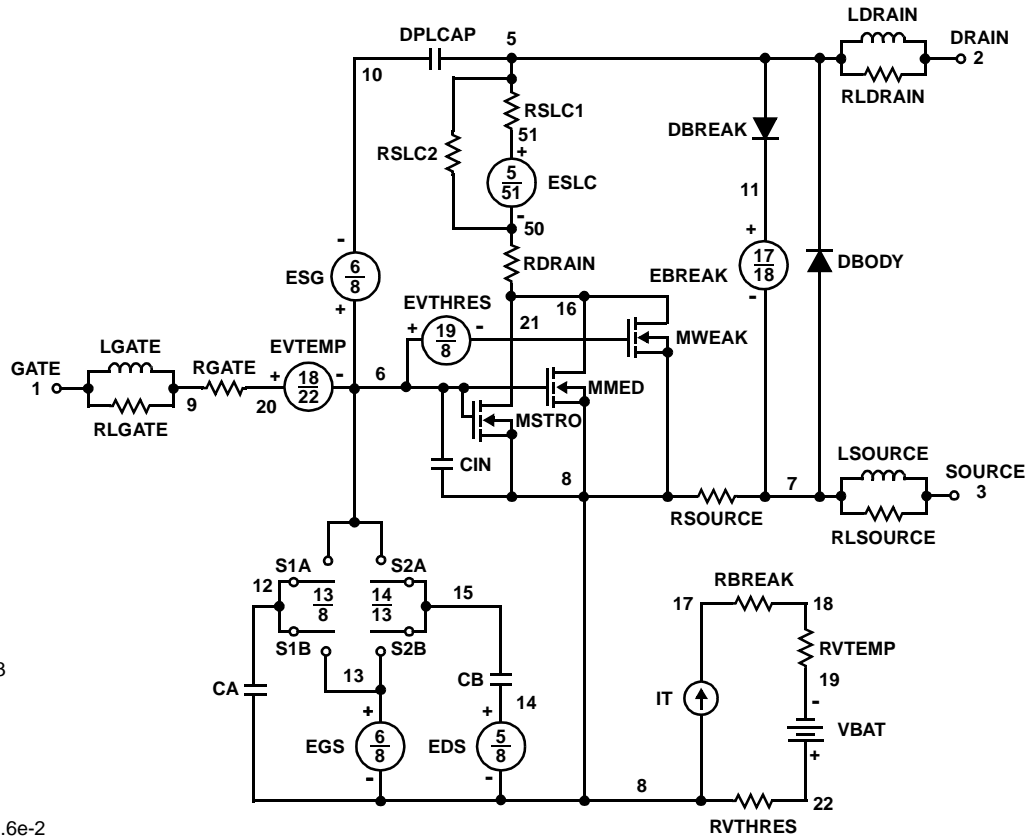 LDRAIN
DPLCAP 5 DRAIN
10 2
RLDRAIN
RSLC1
DBREAK
51
RSLC2 +
5
51
ESLC
11
-
50
- +
RDRAIN
17
18
DBODY
ESG
6
8
EBREAK
EVTHRES
+ 16 -
+
19
8
- 21
MWEAK
LGATE EVTEMP
GATE RGATE
1
+
18
22
- 6
MMED
9 20
MSTRO
RLGATE
LSOURCE
CIN 8 7 SOURCE
3
RSOURCE
RLSOURCE
S1A S2A
12
13
8
14
13
15
RBREAK
17 18
S1B S2B
RVTEMP
13 CB
19
CA 14 IT -
+ +
VBAT
EGS
6
8
EDS
5
8
+
- -
8 22
RVTHRES
3
.6e-2